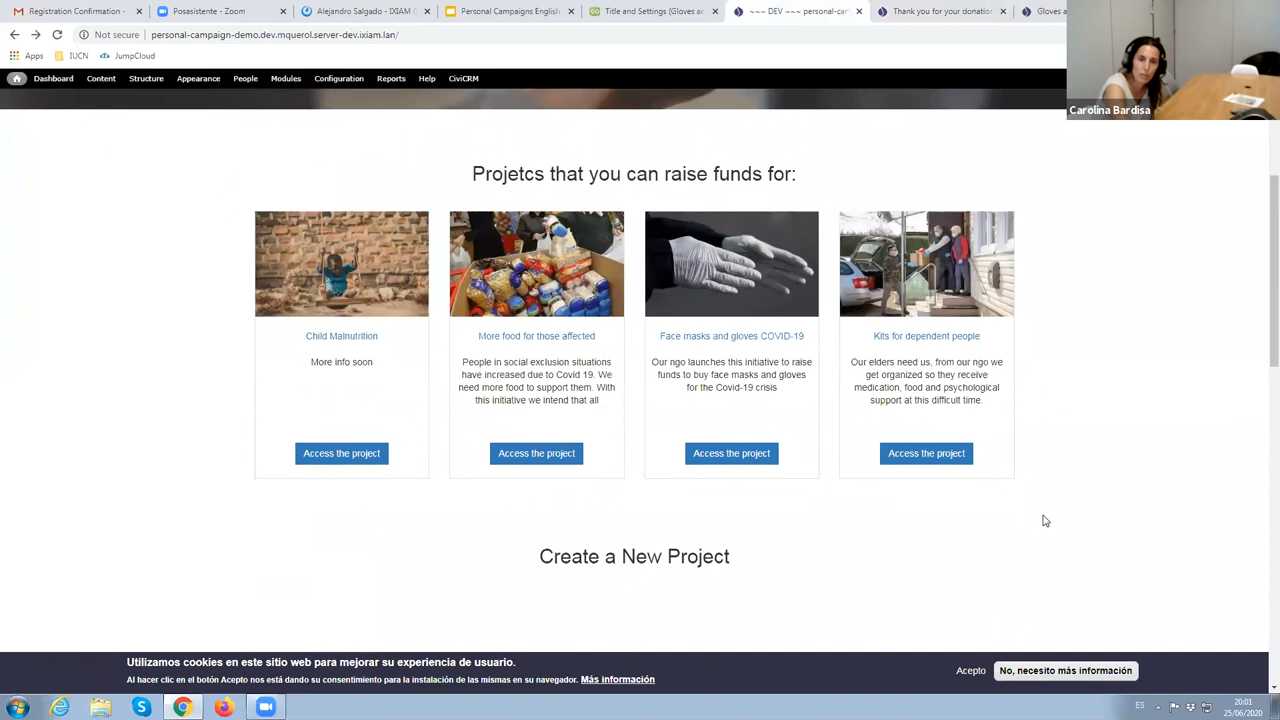 Registration Confirmation -
Posasistente - Zoom
Alejandro Salgado - DIIAM G
Personal Campaigns English
Title and Settings (Gloves ar
~~~ DEV ~~~ personal-cam
Thank you for your donation
Gloves a
Not secure
personal-campaign-demo.dev.mquerol.server-dev.ixiam.lan/
Apps
IUCN
JumpCloud
Dashboard
Content
Structure
Appearance
People
Modules
Configuration
Reports
Help
CiviCRM
Carolina Bardisa
Projetcs that you can raise funds for:
Child Malnutrition
More info soon
Access the project
More food for those affected
People in social exclusion situations
have increased due to Covid 19. We
need more food to support them. With
this initiative we intend that all
Access the project
Face masks and gloves COVID-19
Our ngo launches this initiative to raise
funds to buy face masks and gloves
for the Covid-19 crisis
Access the project
Kits for dependent people
Our elders need us, from our ngo we
get organized so they receive
medication, food and psychological
support at this difficult time.
Access the project
Create a New Project
Utilizamos cookies en este sitio web para mejorar su experiencia de usuario.
Al hacer clic en el botón Acepto nos está dando su consentimiento para la instalación de las mismas en su navegador. Más información
Acepto
No, necesito más información
ES
20:01
25/06/2020